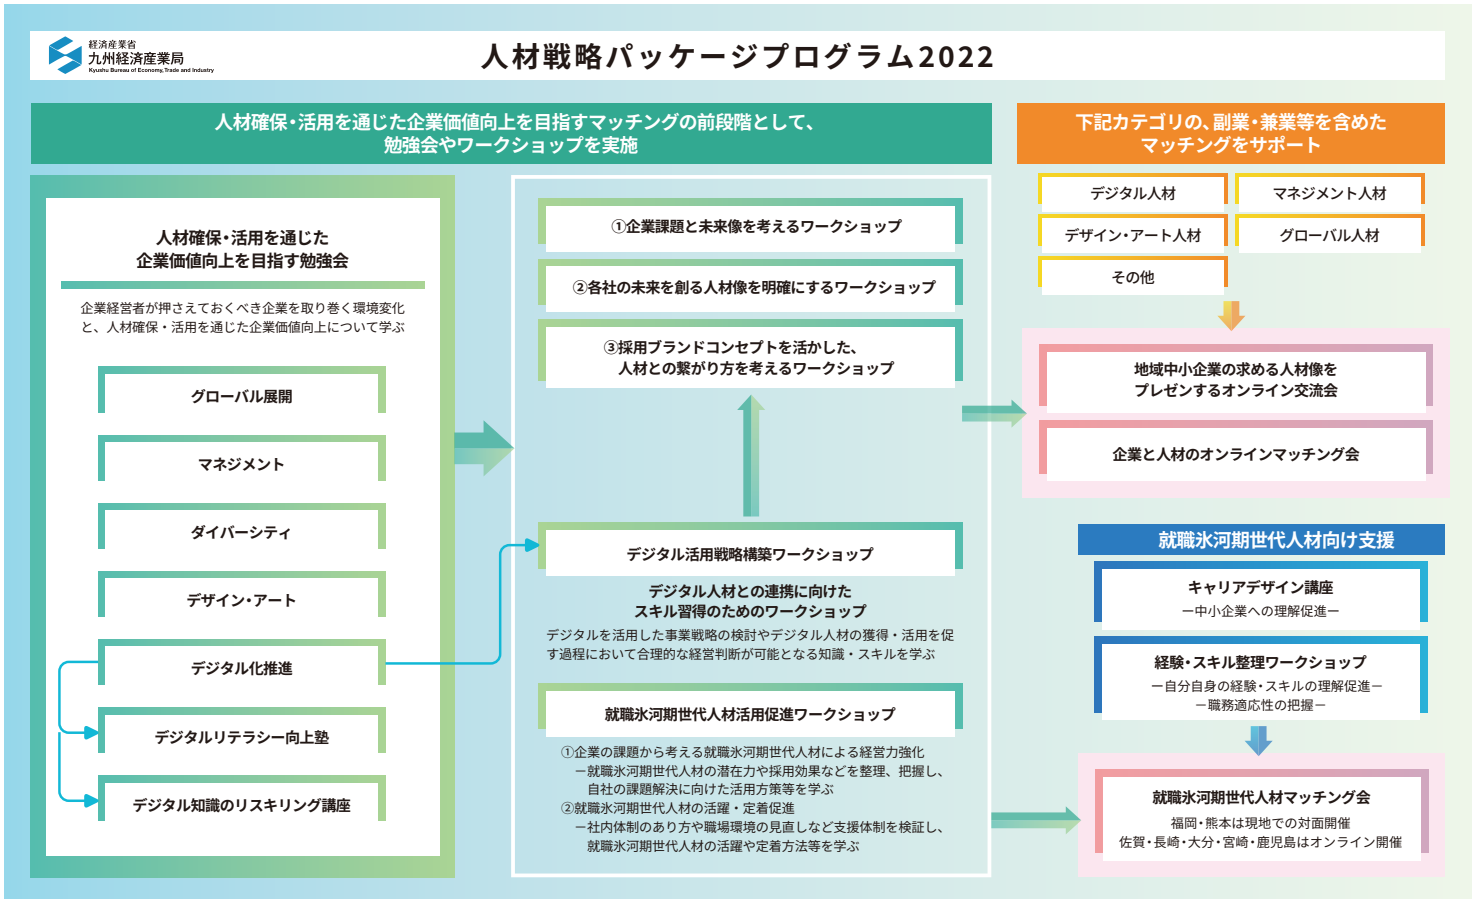 経済産業省
九州経済産業局
Kyushu Bureau of Economy,Trade and Industry
人材戦略パッケージプログラム2022
人材確保・活用を通じた企業価値向上を目指すマッチングの前段階として、
勉強会やワークショップを実施
人材確保・活用を通じた
企業価値向上を目指す勉強会
企業経営者が押さえておくべき企業を取り巻く環境変化
と、人材確保・活用を通じた企業価値向上について学ぶ
グローバル展開
マネジメント
ダイバーシティ
デザイン・アート
デジタル化推進
デジタルリテラシー向上塾
デジタル知識のリスキリング講座
①企業課題と未来像を考えるワークショップ
②各社の未来を創る人材像を明確にするワークショップ
③採用ブランドコンセプトを活かした、
人材との繋がり方を考えるワークショップ
デジタル活用戦略構築ワークショップ
デジタル人材との連携に向けた
スキル習得のためのワークショップ
デジタルを活用した事業戦略の検討やデジタル人材の獲得・活用を促
す過程において合理的な経営判断が可能となる知識・スキルを学ぶ
就職氷河期世代人材活用促進ワークショップ
①企業の課題から考える就職氷河期世代人材による経営力強化
ー就職氷河期世代人材の潜在力や採用効果などを整理、把握し、
自社の課題解決に向けた活用方策等を学ぶ
②就職氷河期世代人材の活躍・定着促進
ー社内体制のあり方や職場環境の見直しなど支援体制を検証し、
就職氷河期世代人材の活躍や定着方法等を学ぶ
下記カテゴリの、副業・兼業等を含めた
マッチングをサポート
デジタル人材
マネジメント人材
デザイン・アート人材
グローバル人材
その他
地域中小企業の求める人材像を
プレゼンするオンライン交流会
企業と人材のオンラインマッチング会
就職氷河期世代人材向け支援
キャリアデザイン講座
ー中小企業への理解促進ー
経験・スキル整理ワークショップ
ー自分自身の経験・スキルの理解促進ー
ー職務適応性の把握ー
就職氷河期世代人材マッチング会
福岡・熊本は現地での対面開催
佐賀・長崎・大分・宮崎・鹿児島はオンライン開催